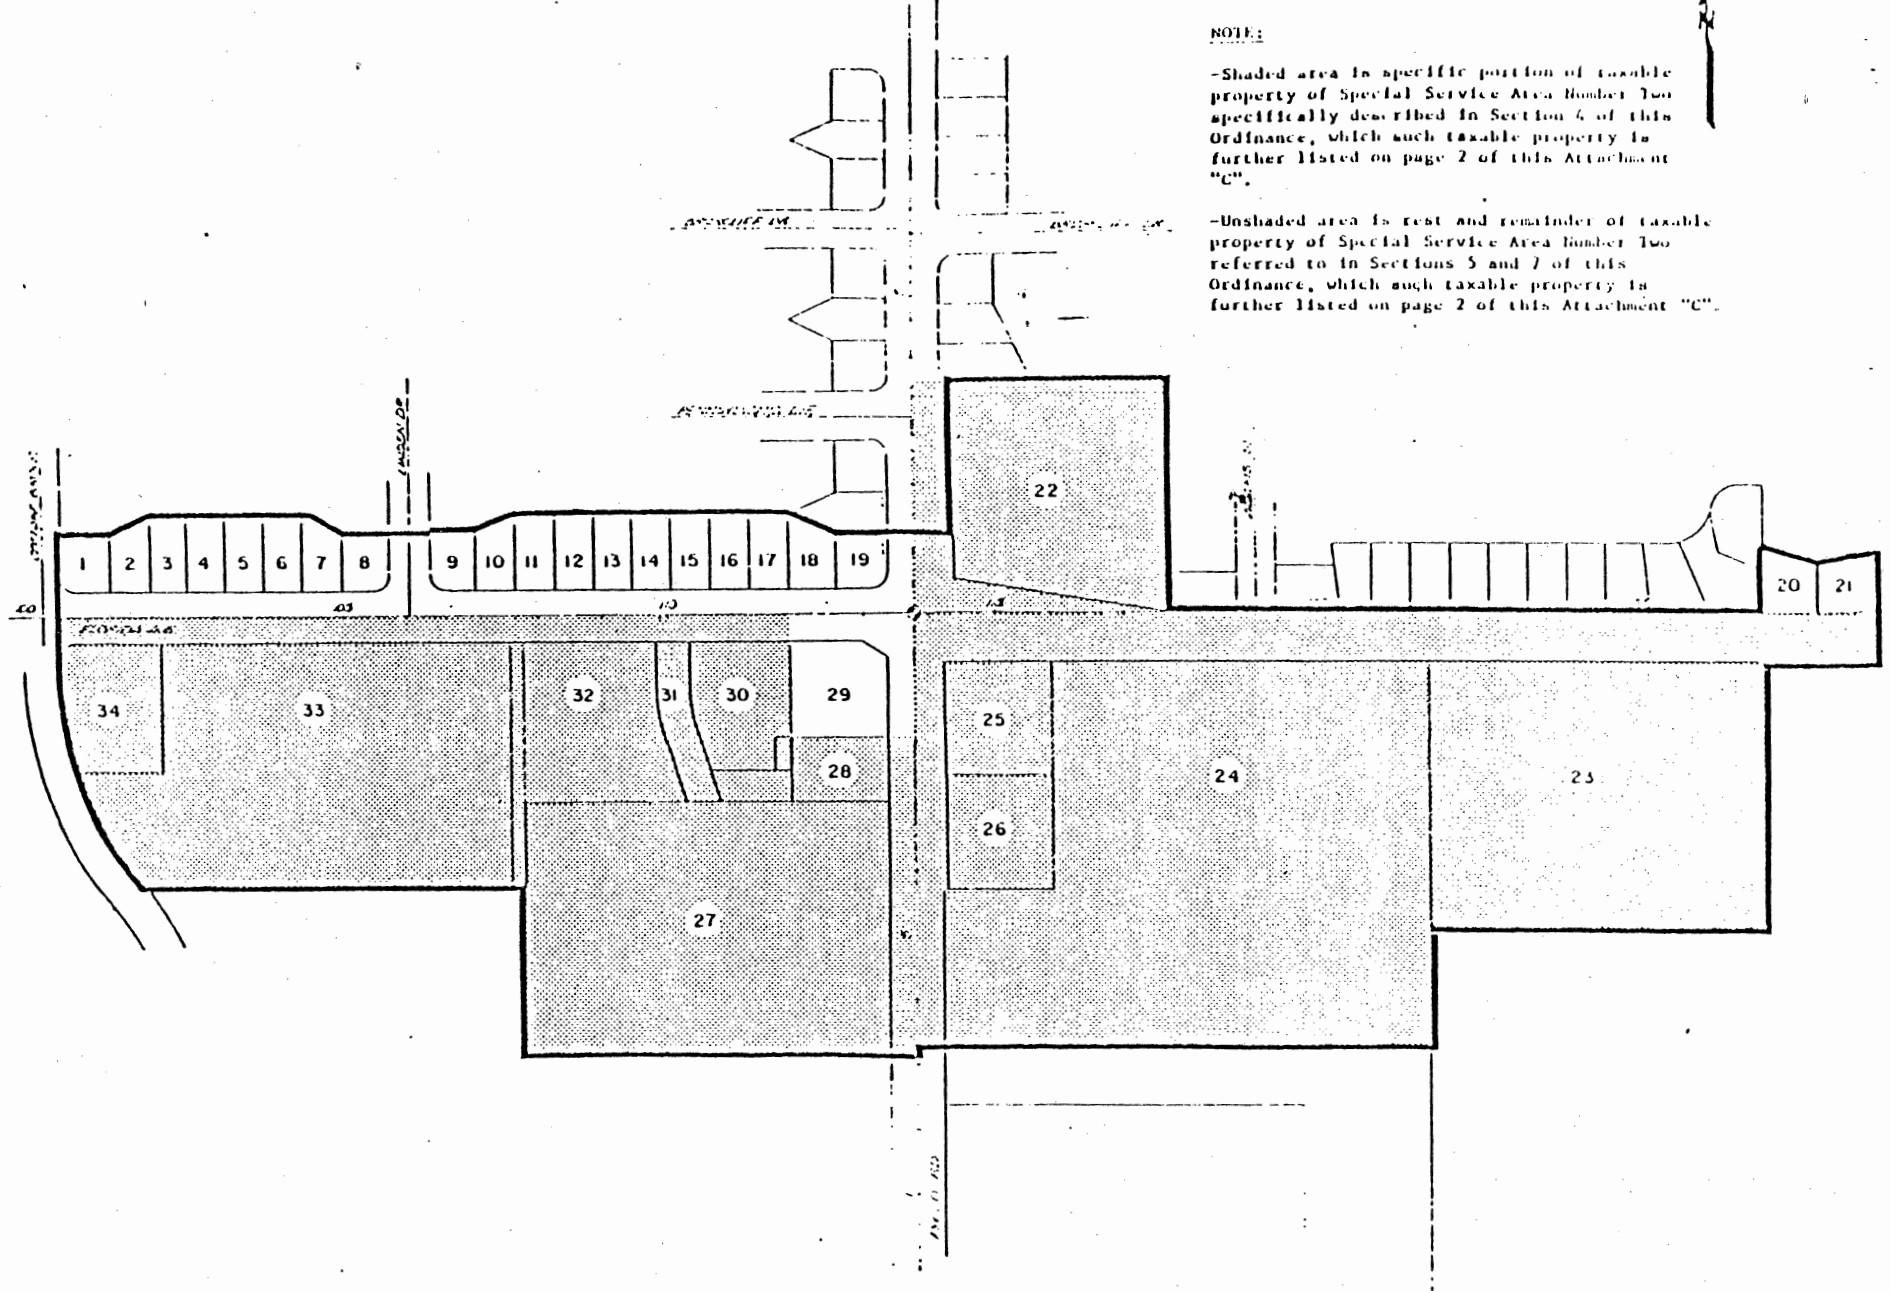 NOTE:
-Shaded area is specific portion of taxable
property of Special Service Area Number Two
specifically described in Section 4 of this
Ordinance, which such taxable property is
further listed on page 2 of this Attachment
"C".
-Unshaded area is rest and remainder of taxable
property of Special Service Area Number Two
referred to in Sections 5 and 7 of this
Ordinance, which such taxable property is
further listed on page 2 of this Attachment "C".
22
1 2 3 4 5 6 7 8 9 10 11 12 13 14 15 16 17 18 19
20 21
34 33 32 31 30 29
28
25
26
24
23
27